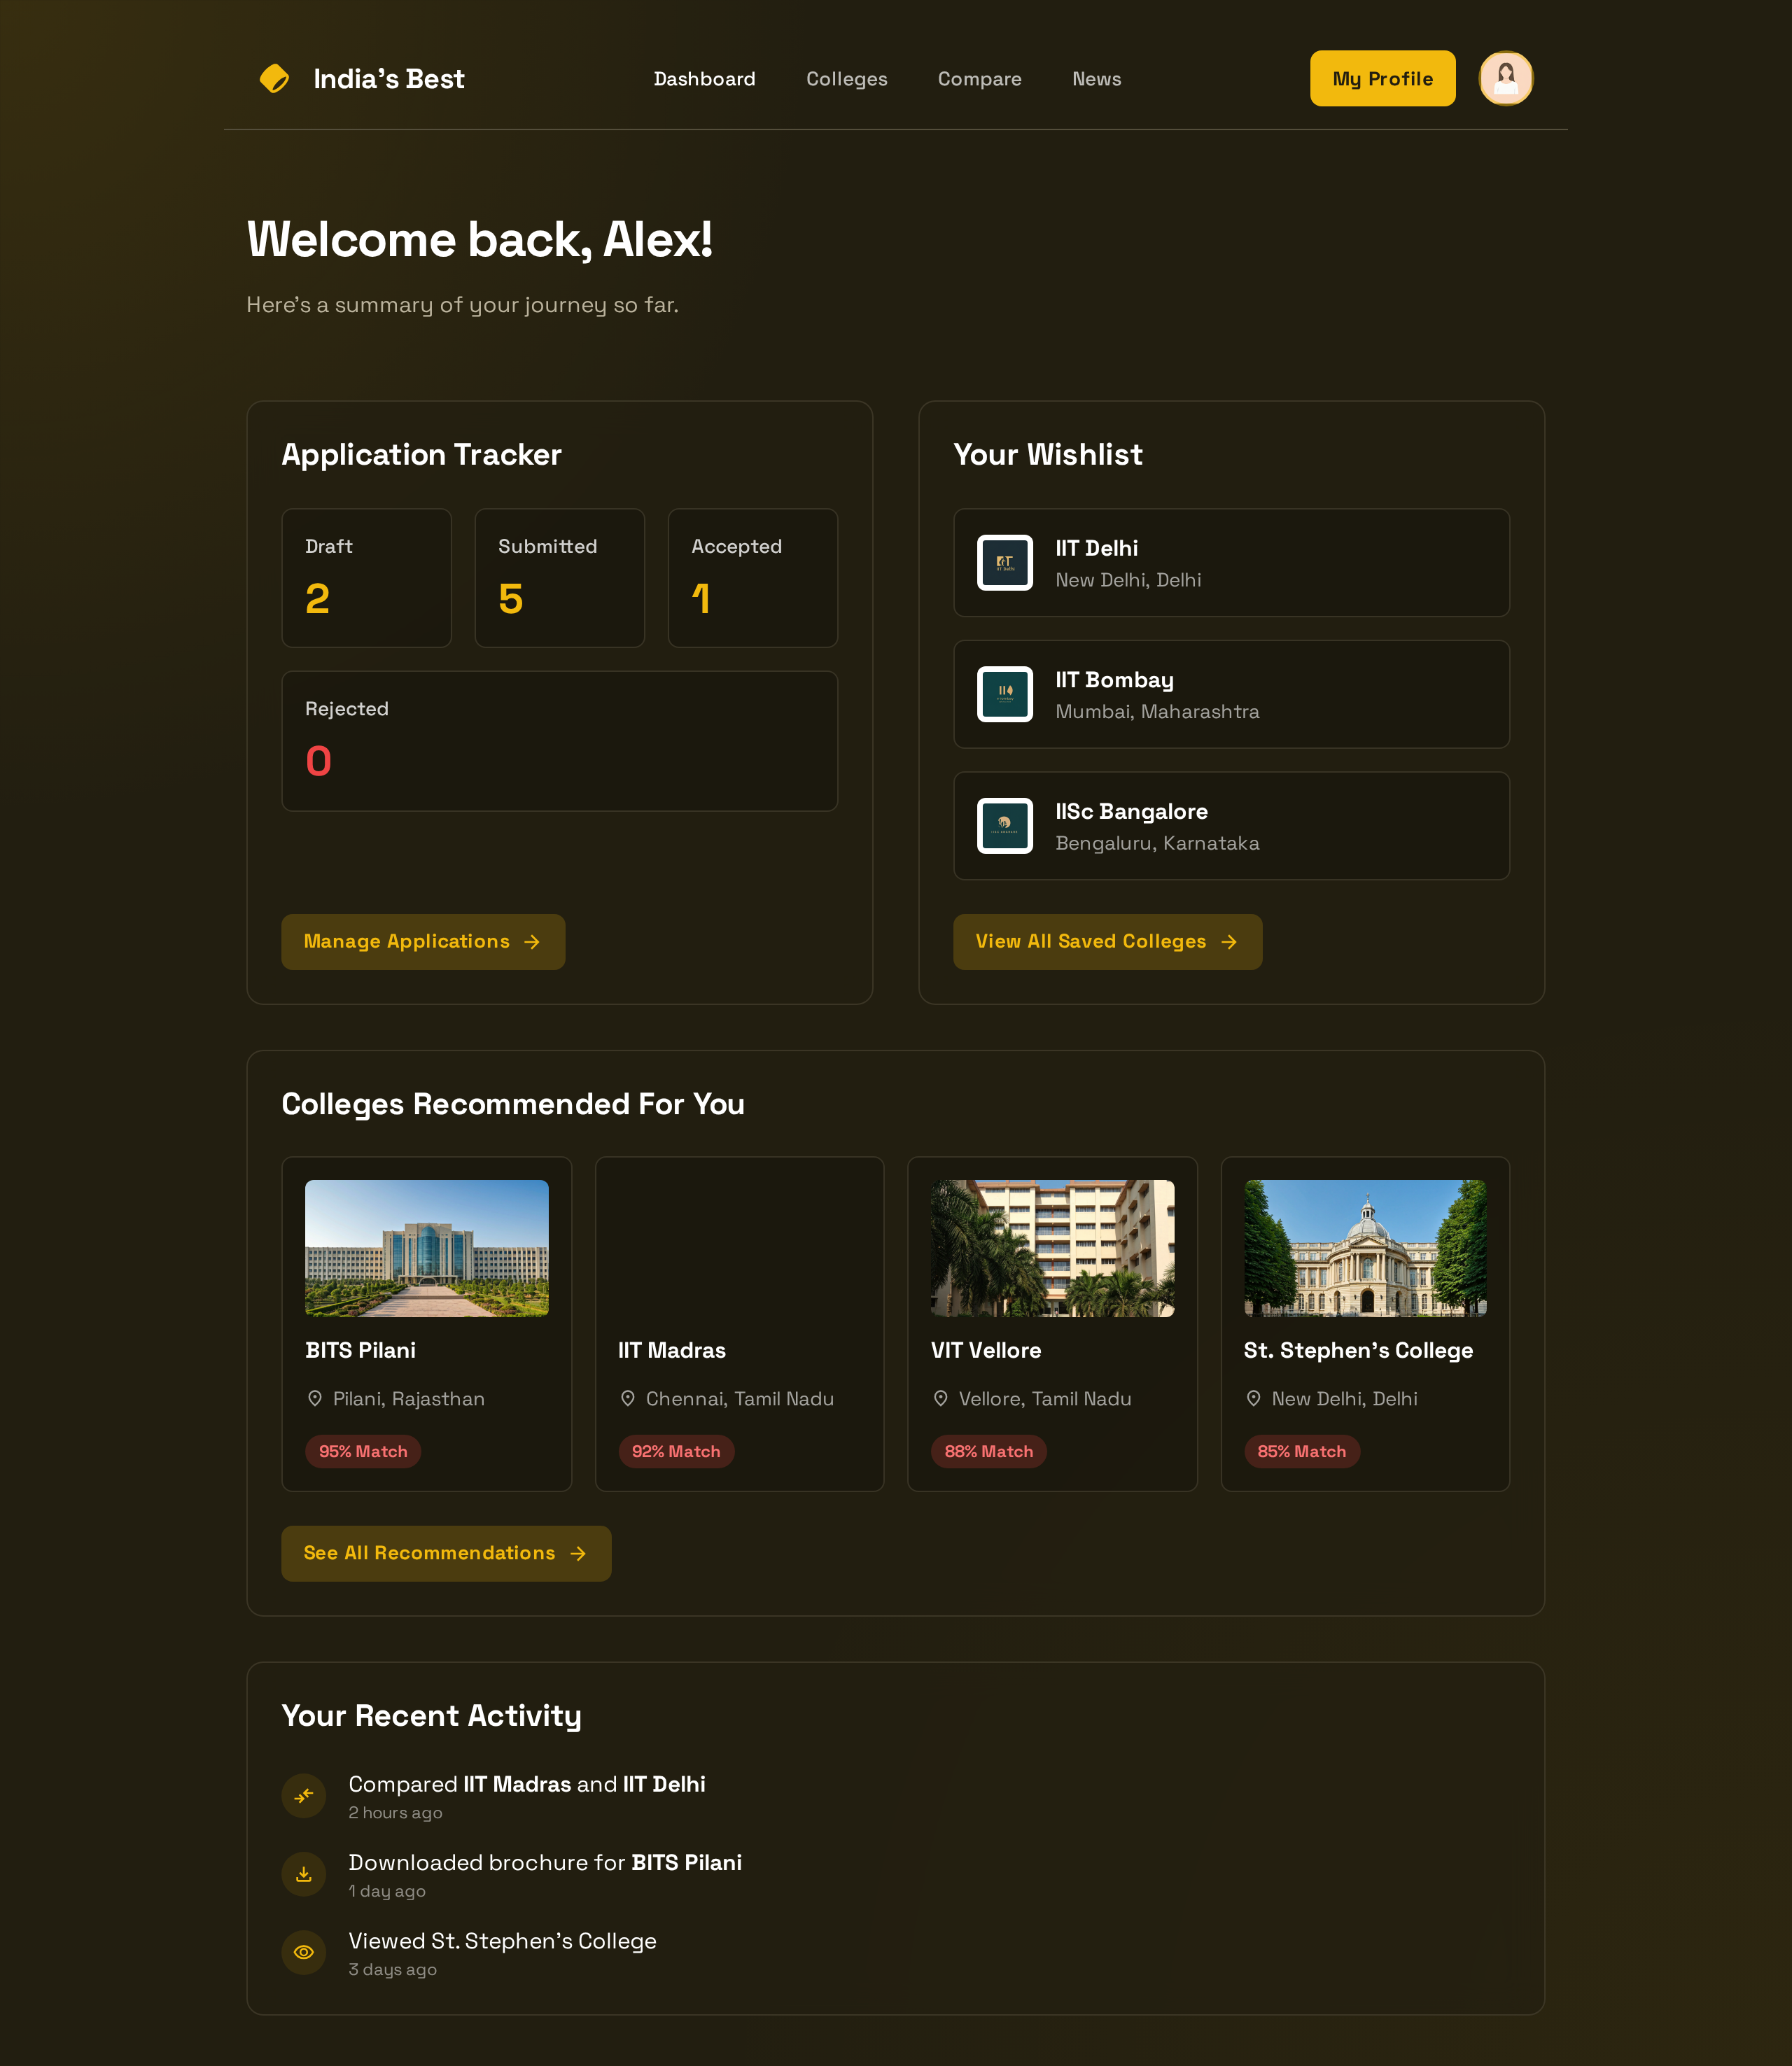 India's Best
Dashboard
Colleges
Compare
News
My Profile
Welcome back, Alex!
Here's a summary of your journey so far.
Application Tracker
Draft
2
Submitted
5
Accepted
1
Rejected
0
Manage Applications
Your Wishlist
IIT Delhi
New Delhi, Delhi
IIT Bombay
Mumbai, Maharashtra
IISc Bangalore
Bengaluru, Karnataka
View All Saved Colleges
Colleges Recommended For You
BITS Pilani
Pilani, Rajasthan
95% Match
IIT Madras
Chennai, Tamil Nadu
92% Match
VIT Vellore
Vellore, Tamil Nadu
88% Match
St. Stephen's College
New Delhi, Delhi
85% Match
See All Recommendations
Your Recent Activity
Compared IIT Madras and IIT Delhi
2 hours ago
Downloaded brochure for BITS Pilani
1 day ago
Viewed St. Stephen's College
3 days ago